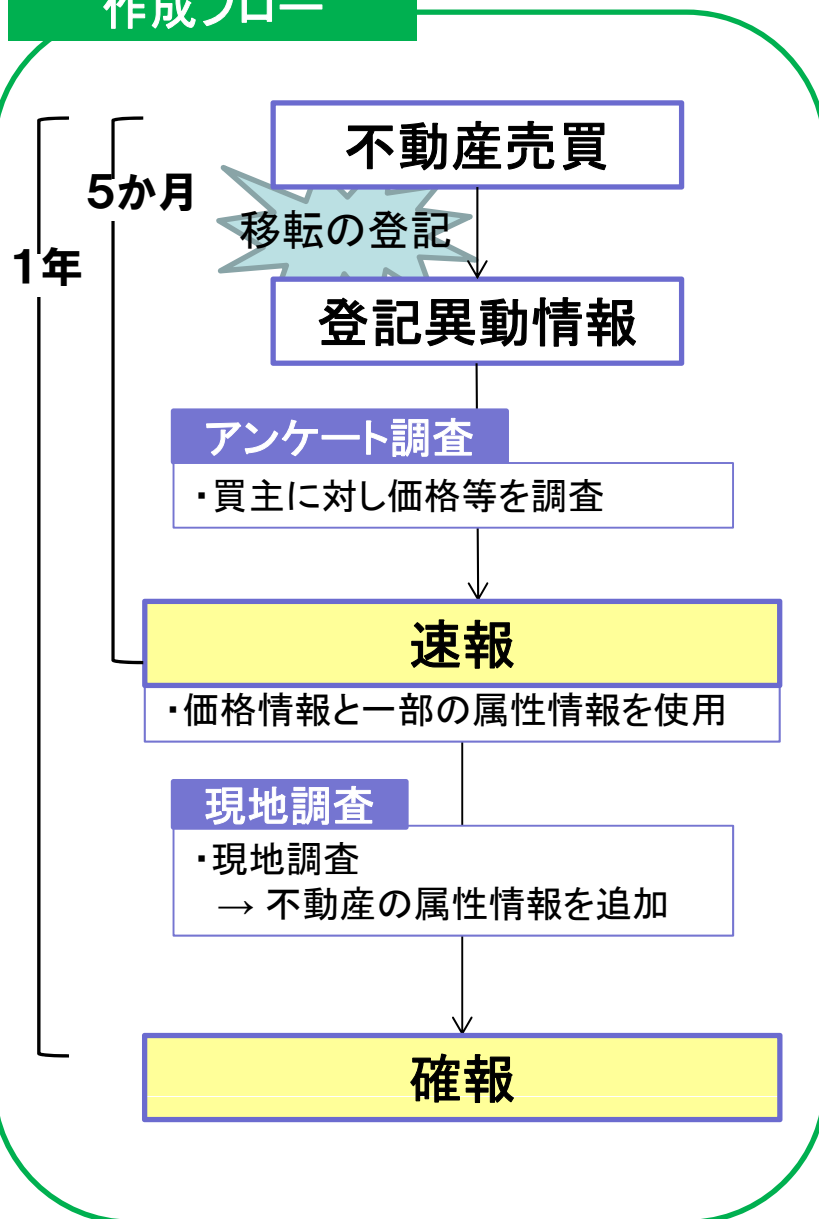 作成フロー
不動産売買
5か月
移転の登記
1年
登記異動情報
アンケート調査
・買主に対し価格等を調査
速報
・価格情報と一部の属性情報を使用
現地調査
・現地調査
→ 不動産の属性情報を追加
確報